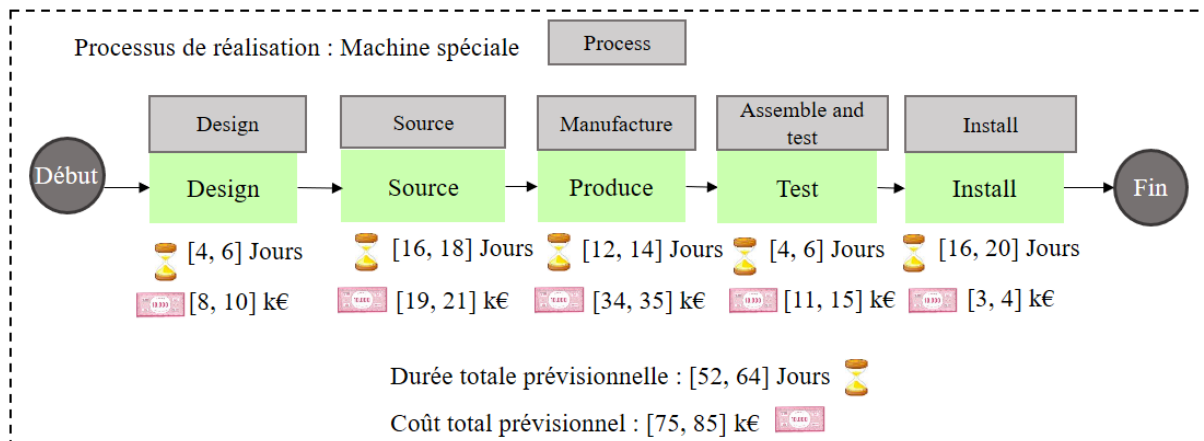 Processus de réalisation : Machine spéciale
Process
Design
Source
Manufacture
Assemble and
test
Install
Début
Design
Source
Produce
Test
Install
Fin
[4, 6] Jours
[16, 18] Jours
[12, 14] Jours
[4, 6] Jours
[16, 20] Jours
[8, 10] k€
[19, 21] k€
[34, 35] k€
[11, 15] k€
[3, 4] k€
Durée totale prévisionnelle : [52, 64] Jours
Coût total prévisionnel : [75, 85] k€